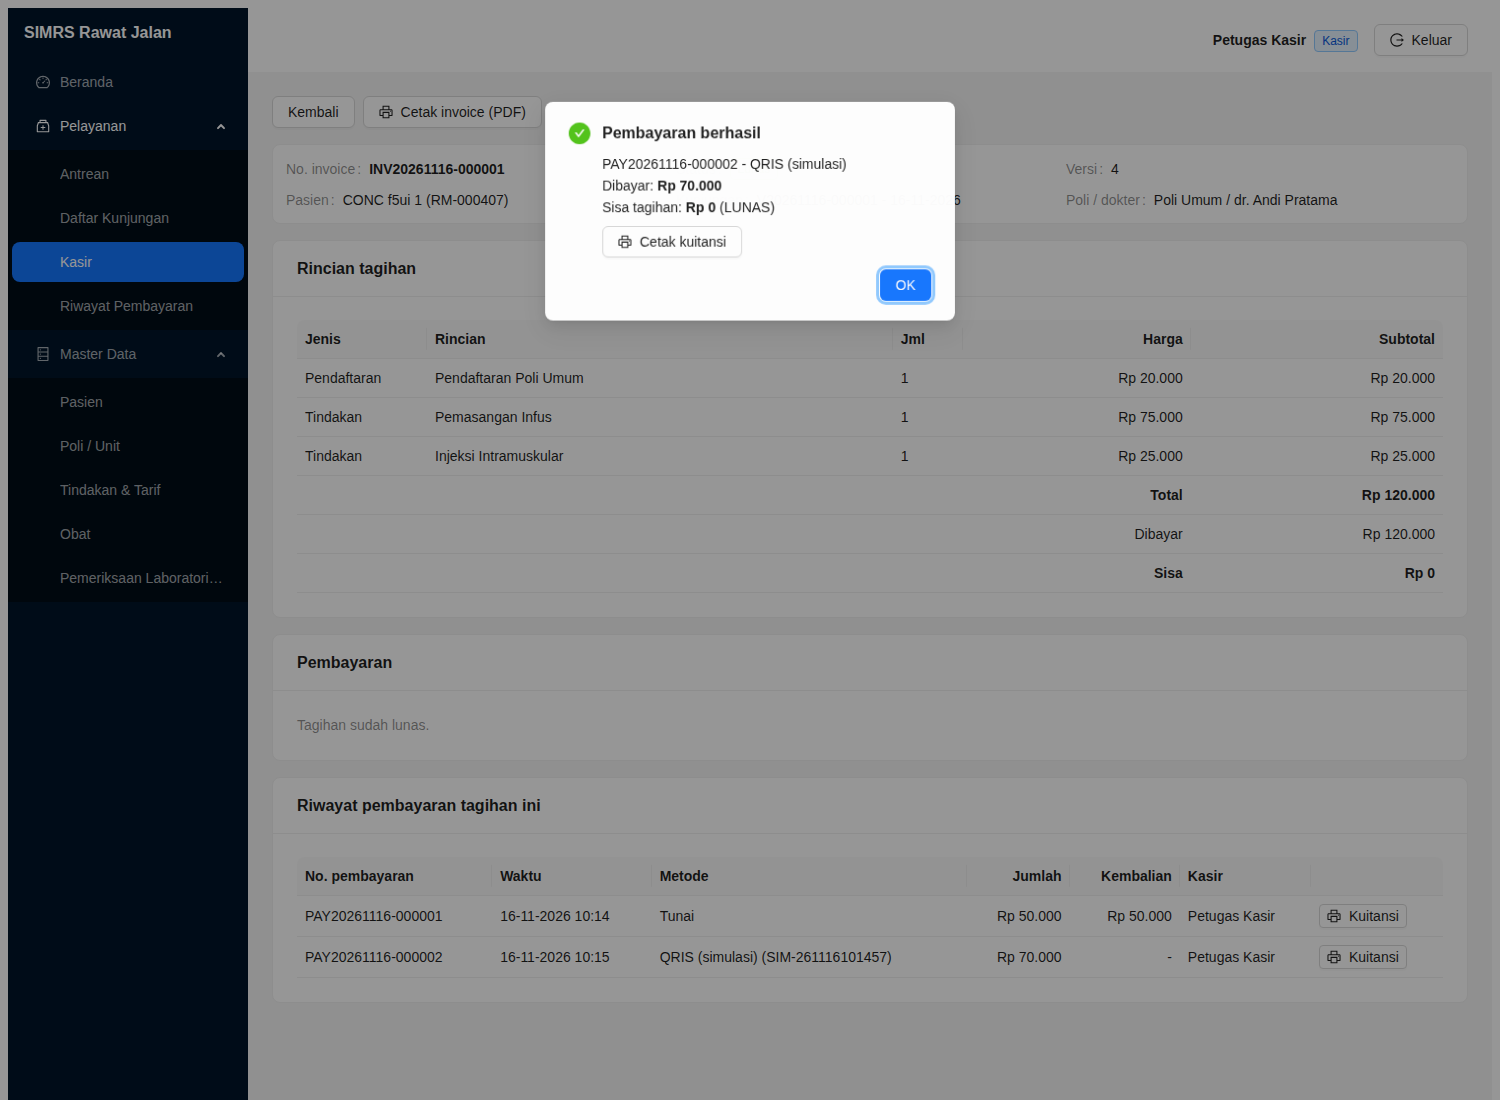 SIMRS Rawat Jalan
Petugas Kasir Kasir Keluar
Beranda
Pelayanan
Antrean
Daftar Kunjungan
Kasir
Riwayat Pembayaran
Master Data
Pasien
Poli / Unit
Tindakan & Tarif
Obat
Pemeriksaan Laboratori…
Kembali Cetak invoice (PDF)
No. invoice : INV20261116-000001 Versi : 4
Pasien : CONC f5ui 1 (RM-000407) Poli / dokter : Poli Umum / dr. Andi Pratama
Pembayaran berhasil
PAY20261116-000002 - QRIS (simulasi)
Dibayar: Rp 70.000
Sisa tagihan: Rp 0 (LUNAS)
Cetak kuitansi
OK
Rincian tagihan
Jenis Rincian Jml Harga Subtotal
Pendaftaran Pendaftaran Poli Umum 1 Rp 20.000 Rp 20.000
Tindakan Pemasangan Infus 1 Rp 75.000 Rp 75.000
Tindakan Injeksi Intramuskular 1 Rp 25.000 Rp 25.000
Total Rp 120.000
Dibayar Rp 120.000
Sisa Rp 0
Pembayaran
Tagihan sudah lunas.
Riwayat pembayaran tagihan ini
No. pembayaran Waktu Metode Jumlah Kembalian Kasir
PAY20261116-000001 16-11-2026 10:14 Tunai Rp 50.000 Rp 50.000 Petugas Kasir Kuitansi
PAY20261116-000002 16-11-2026 10:15 QRIS (simulasi) (SIM-261116101457) Rp 70.000 - Petugas Kasir Kuitansi